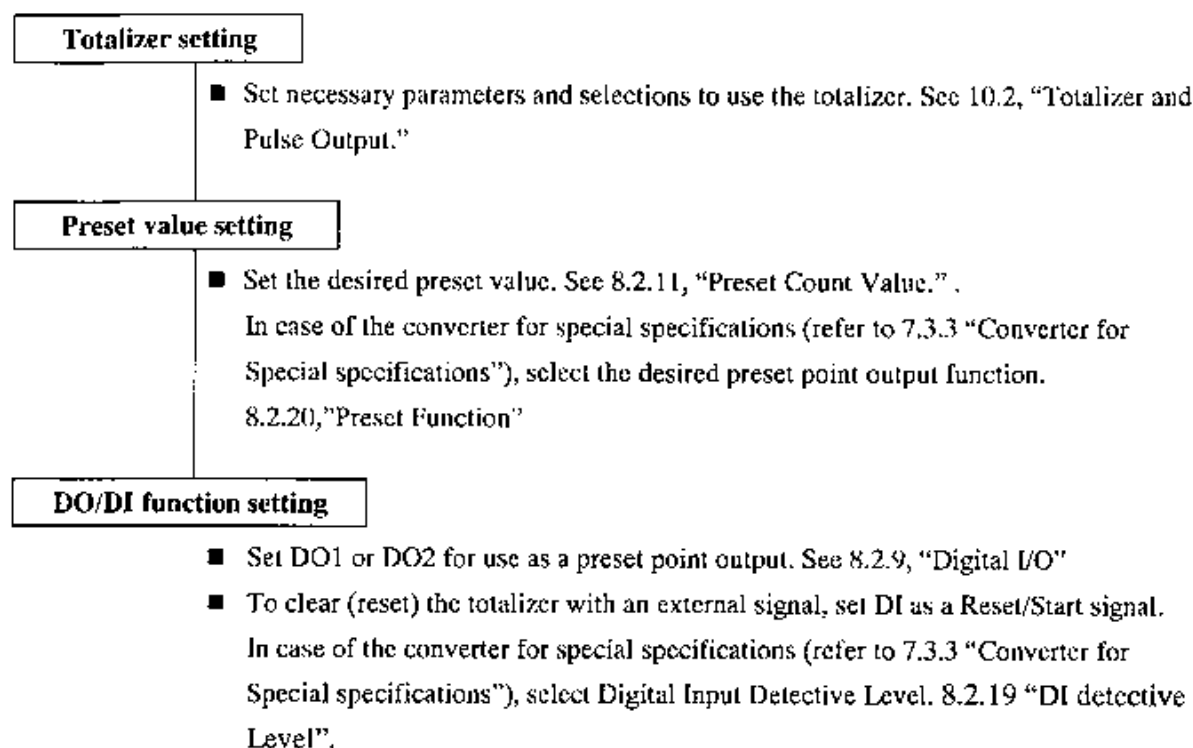 Totalizer setting
■ Set necessary parameters and selections to use the totalizer. See 10.2, “Totalizer and
Pulse Output.”
Preset value setting
■ Set the desired preset value. See 8.2.11, “Preset Count Value.” .
In case of the converter for special specifications (refer to 7.3.3 “Converter for
Special specifications”), select the desired preset point output function.
8.2.20,”Preset Function”
DO/DI function setting
■ Set DO1 or DO2 for use as a preset point output. See 8.2.9, “Digital I/O”
■ To clear (reset) the totalizer with an external signal, set DI as a Reset/Start signal.
In case of the converter for special specifications (refer to 7.3.3 “Converter for
Special specifications”), select Digital Input Detective Level. 8.2.19 “DI detective
Level”.